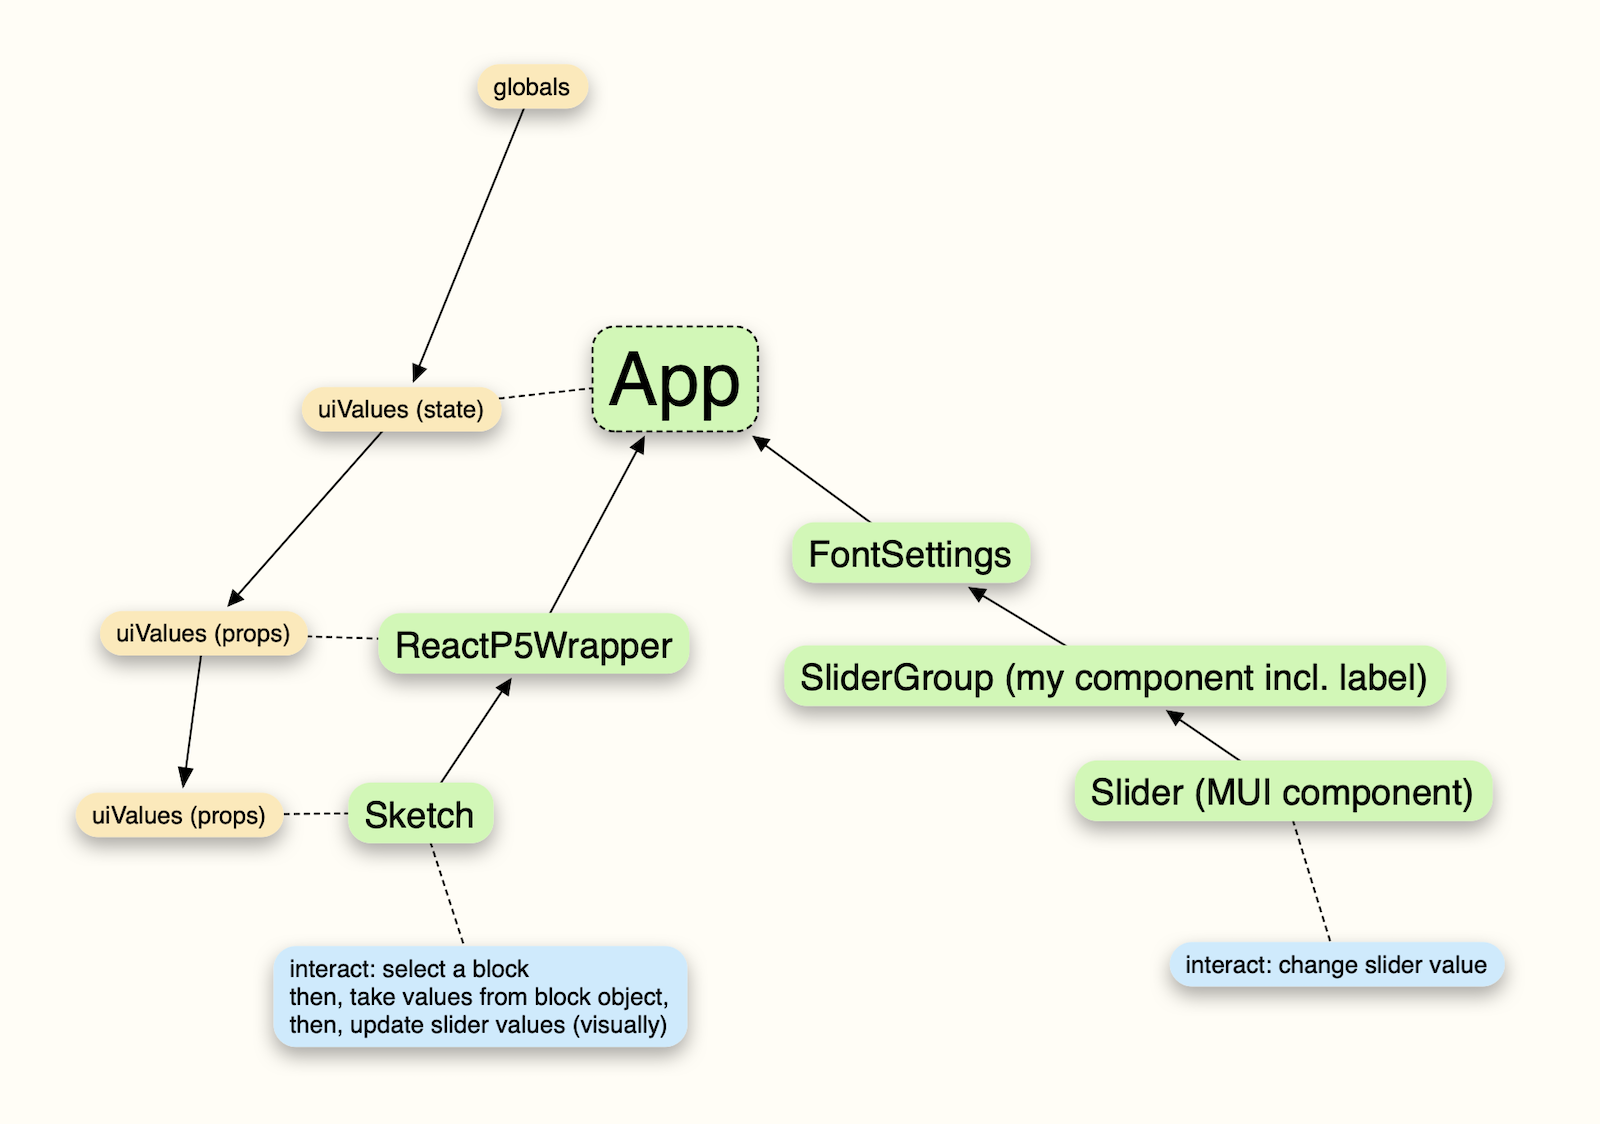 globals
App
uiValues (state)
FontSettings
uiValues (props)
ReactP5Wrapper
SliderGroup (my component incl. label)
Slider (MUI component)
uiValues (props)
Sketch
interact: select a block
then, take values from block object,
then, update slider values (visually)
interact: change slider value